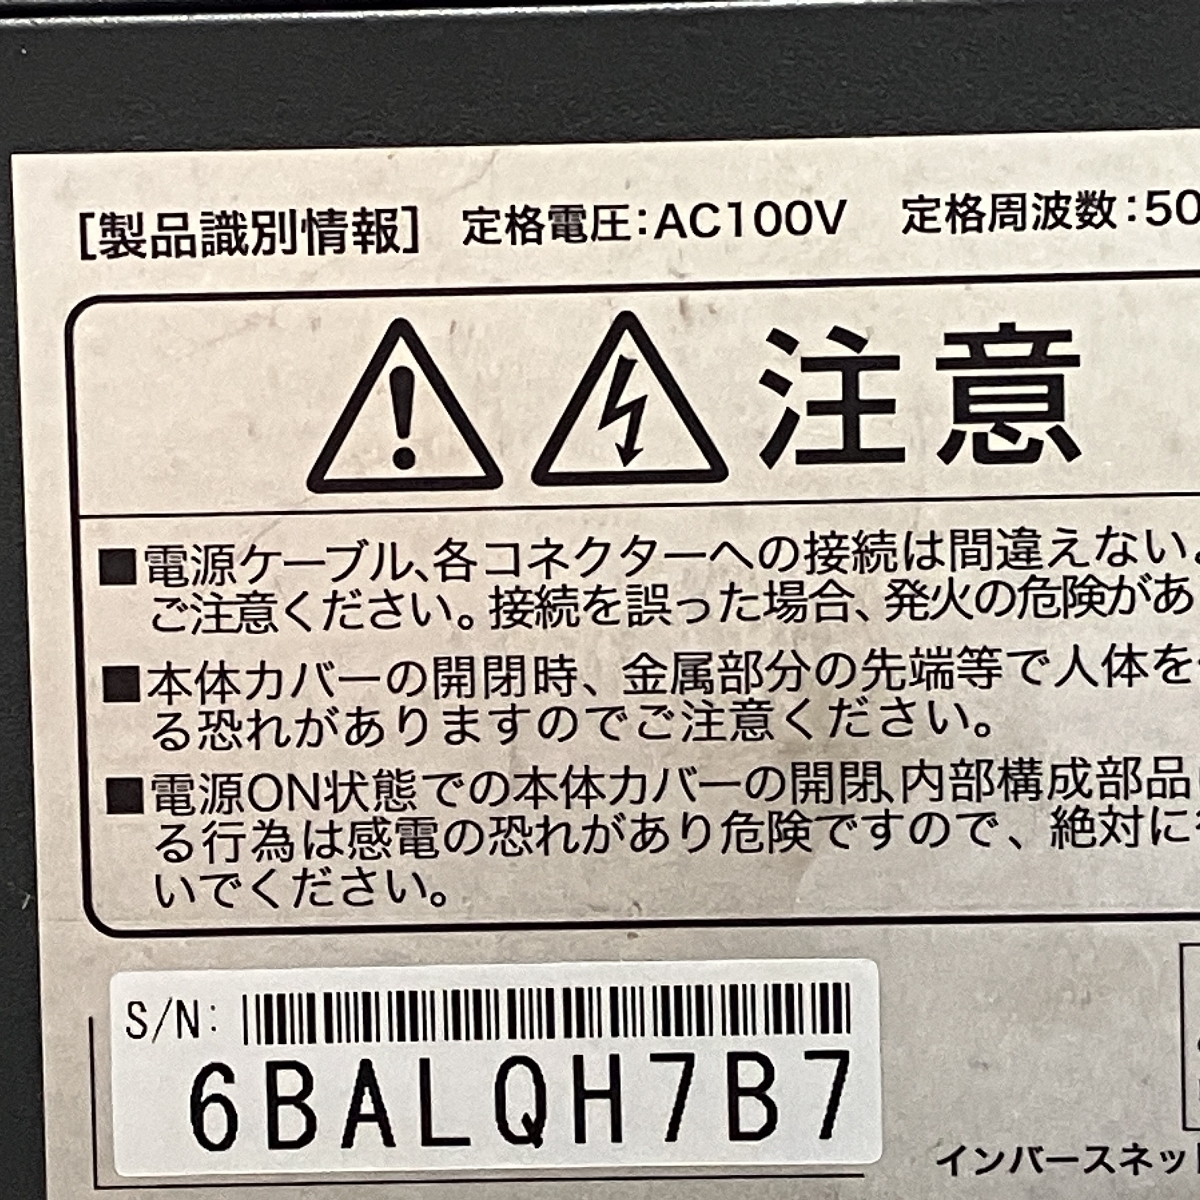 [製品識別情報] 定格電圧:AC100V 定格周波数:50
注意
■電源ケーブル、各コネクターへの接続は間違えない
ご注意ください。接続を誤った場合、発火の危険があ
■本体カバーの開閉時、金属部分の先端等で人体を
る恐れがありますのでご注意ください。
■電源ON状態での本体カバーの開閉、内部構成部品
る行為は感電の恐れがあり危険ですので、絶対に
いでください。
S/N:
6BALQH7B7
インバースネッ